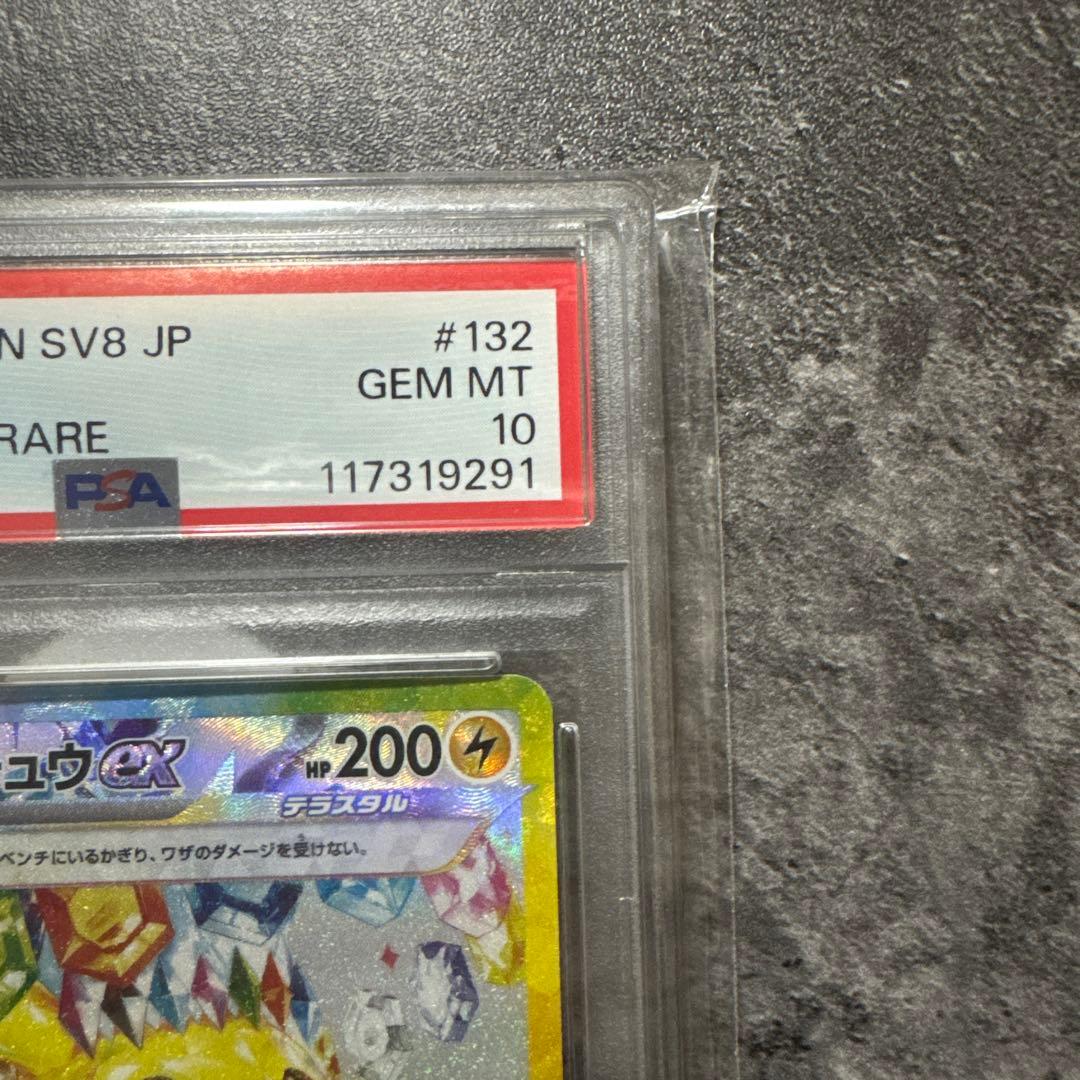 N SV8 JP #132
GEM MT
RARE 10
PSA 117319291
ュウex HP 200
テラスタル
ベンチにいるかぎり、ワザのダメージを受けない。